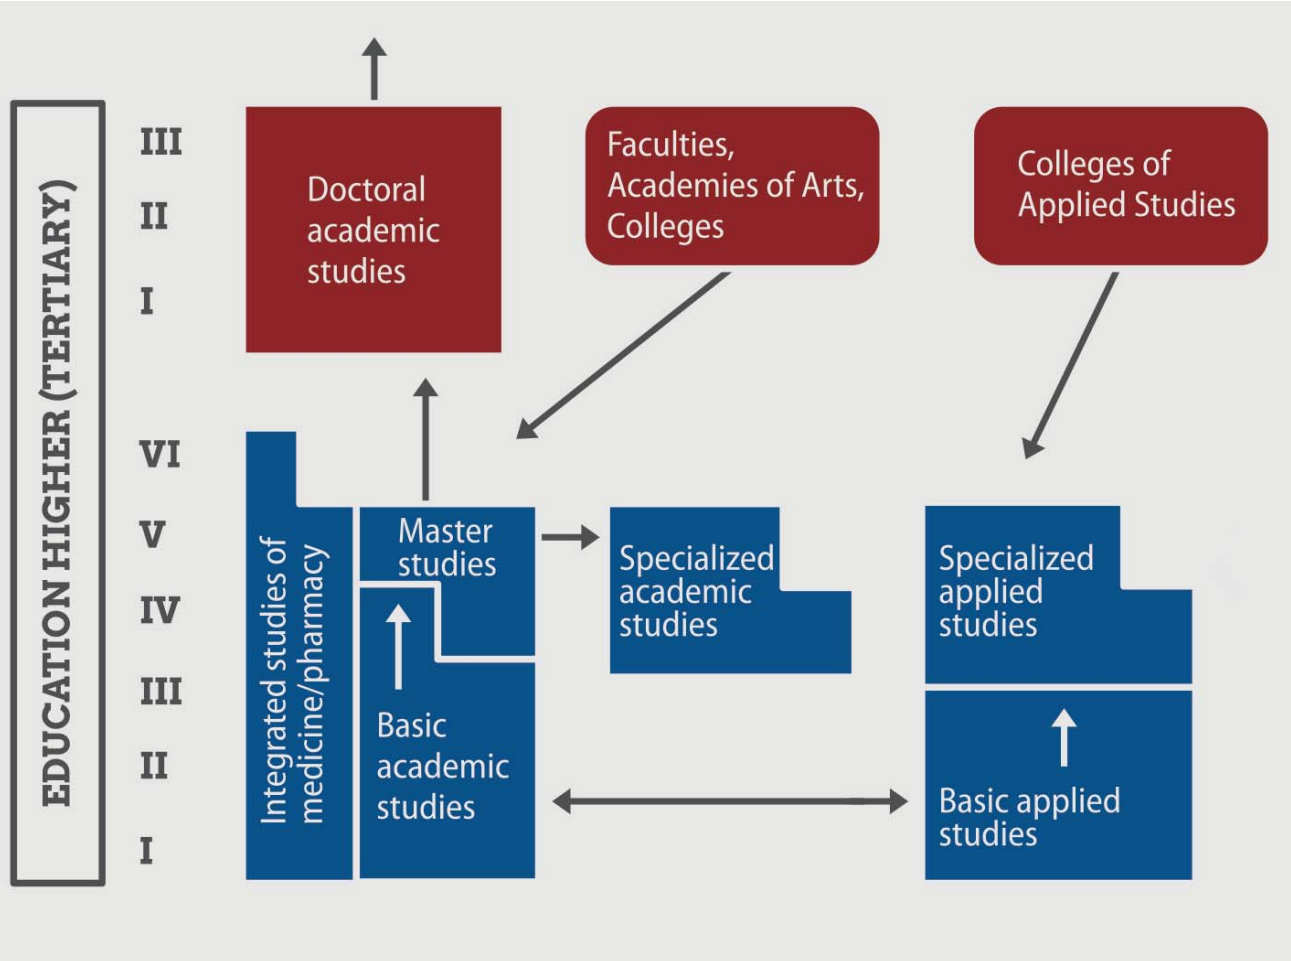 EDUCATION HIGHER (TERTIARY)
III
II
I
VI
V
IV
III
II
I
Doctoral
academic
studies
Faculties,
Academies of Arts,
Colleges
Colleges of
Applied Studies
Integrated studies of
medicine/pharmacy
Master
studies
Basic
academic
studies
Specialized
academic
studies
Specialized
applied
studies
Basic applied
studies